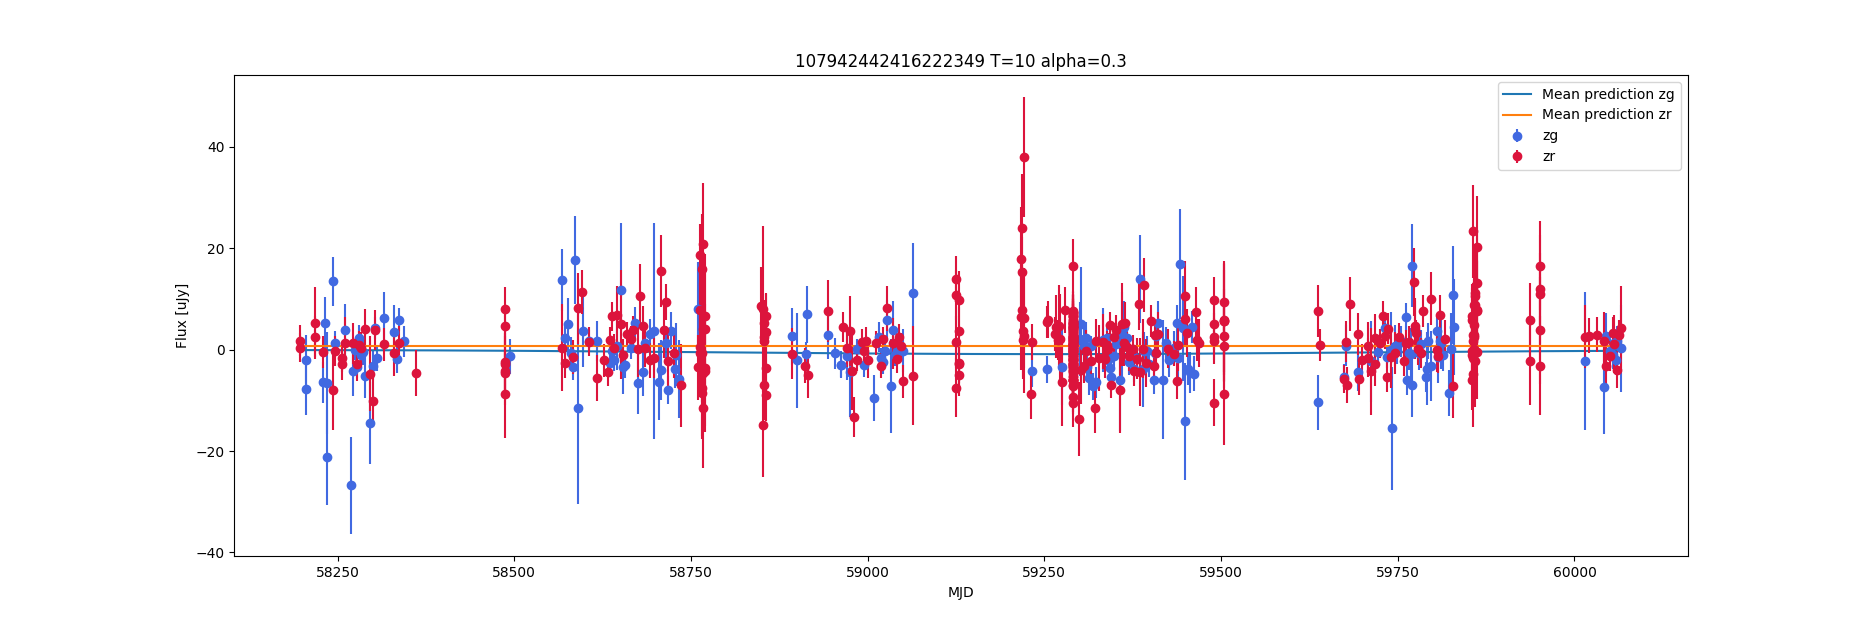 107942442416222349 T=10 alpha=0.3
Mean prediction zg
Mean prediction zr
zg
zr
Flux [uJy]
40
20
0
−20
−40
58250 58500 58750 59000 59250 59500 59750 60000
MJD